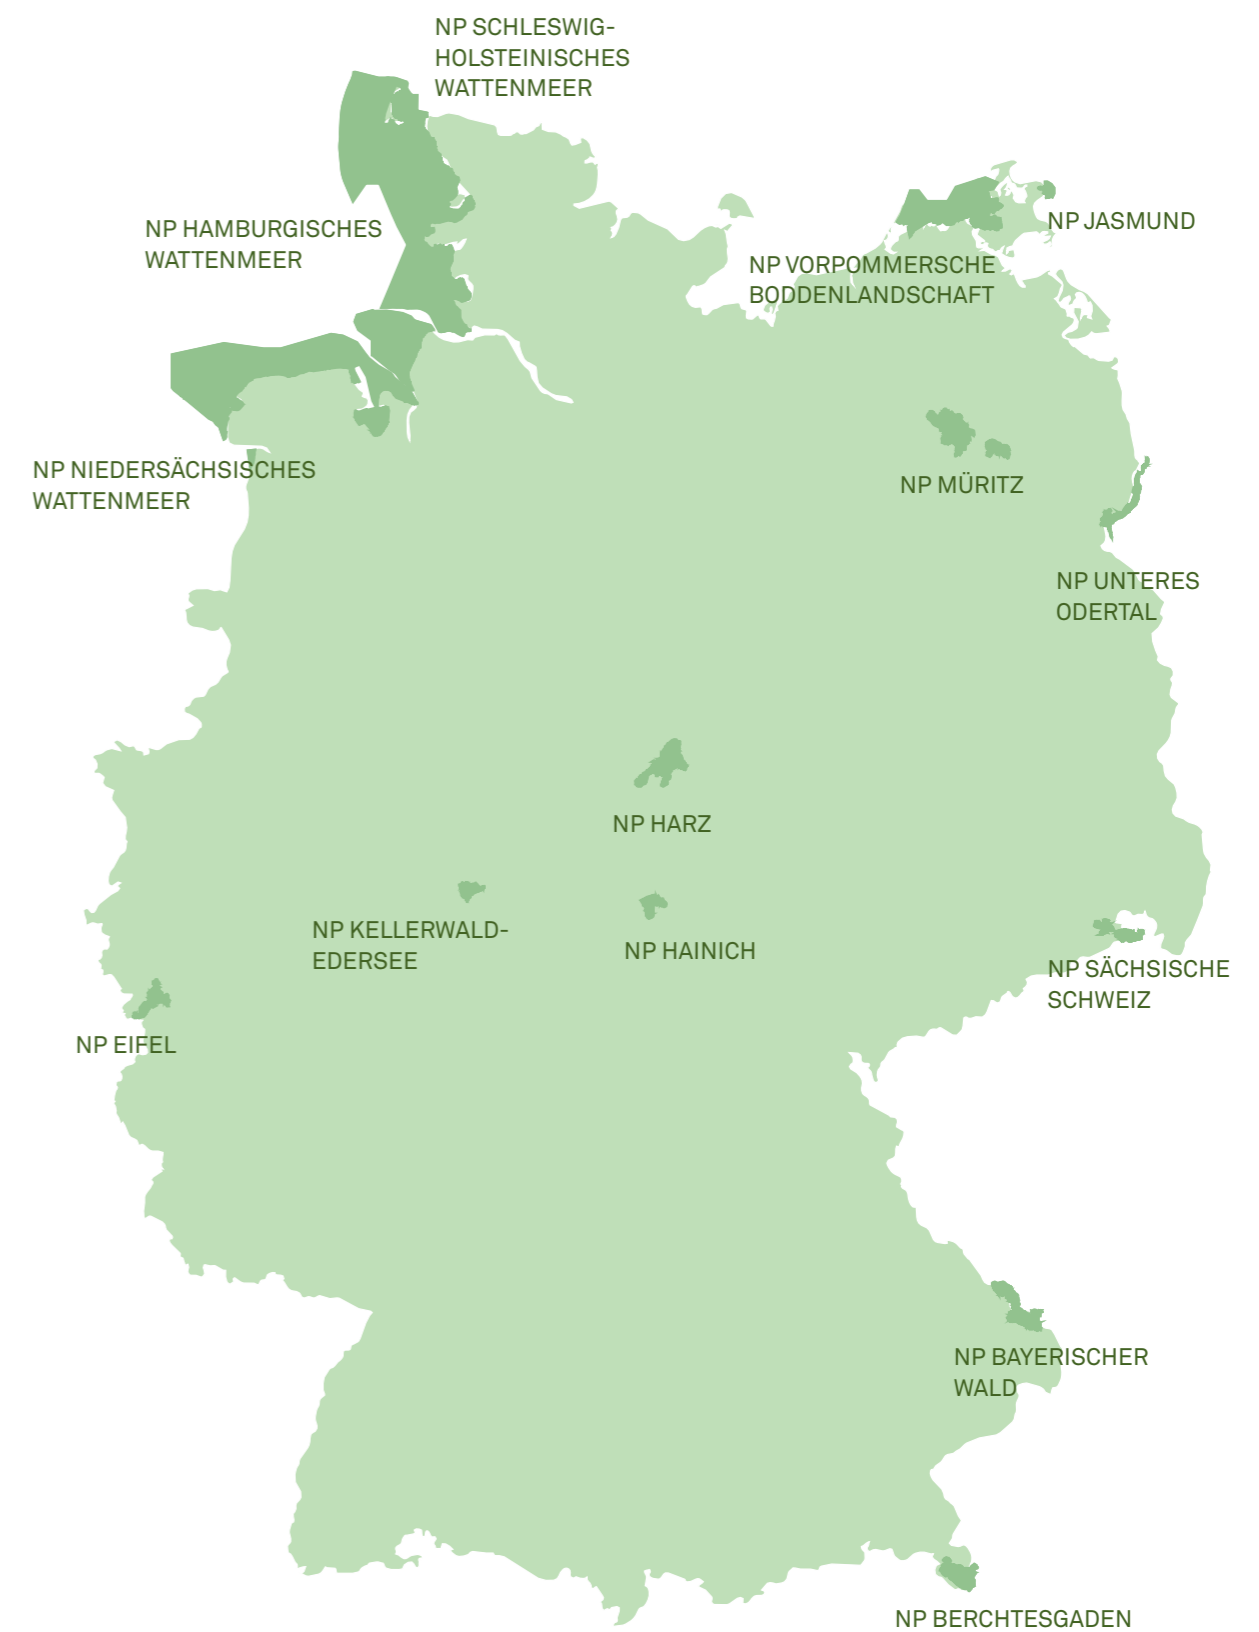 NP SCHLESWIG-
HOLSTEINISCHES
WATTENMEER
NP HAMBURGISCHES
WATTENMEER
NP JASMUND
NP VORPOMMERSCHE
BODDENLANDSCHAFT
NP NIEDERSÄCHSISCHES
WATTENMEER
NP MÜRITZ
NP UNTERES
ODERTAL
NP HARZ
NP KELLERWALD-
EDERSEE
NP HAINICH
NP SÄCHSISCHE
SCHWEIZ
NP EIFEL
NP BAYERISCHER
WALD
NP BERCHTESGADEN